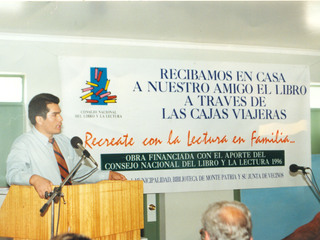 CONSEJO NACIONAL
DEL LIBRO Y LA LECTURA
RECIBAMOS EN CASA
A NUESTRO AMIGO EL LIBRO
A TRAVES DE
LAS CAJAS VIAJERAS
Recreate con la Lectura en Familia...
OBRA FINANCIADA CON EL APORTE DEL
CONSEJO NACIONAL DEL LIBRO Y LA LECTURA 1996
MUNICIPALIDAD, BIBLIOTECA DE MONTE PATRIA Y SU JUNTA DE VECINOS